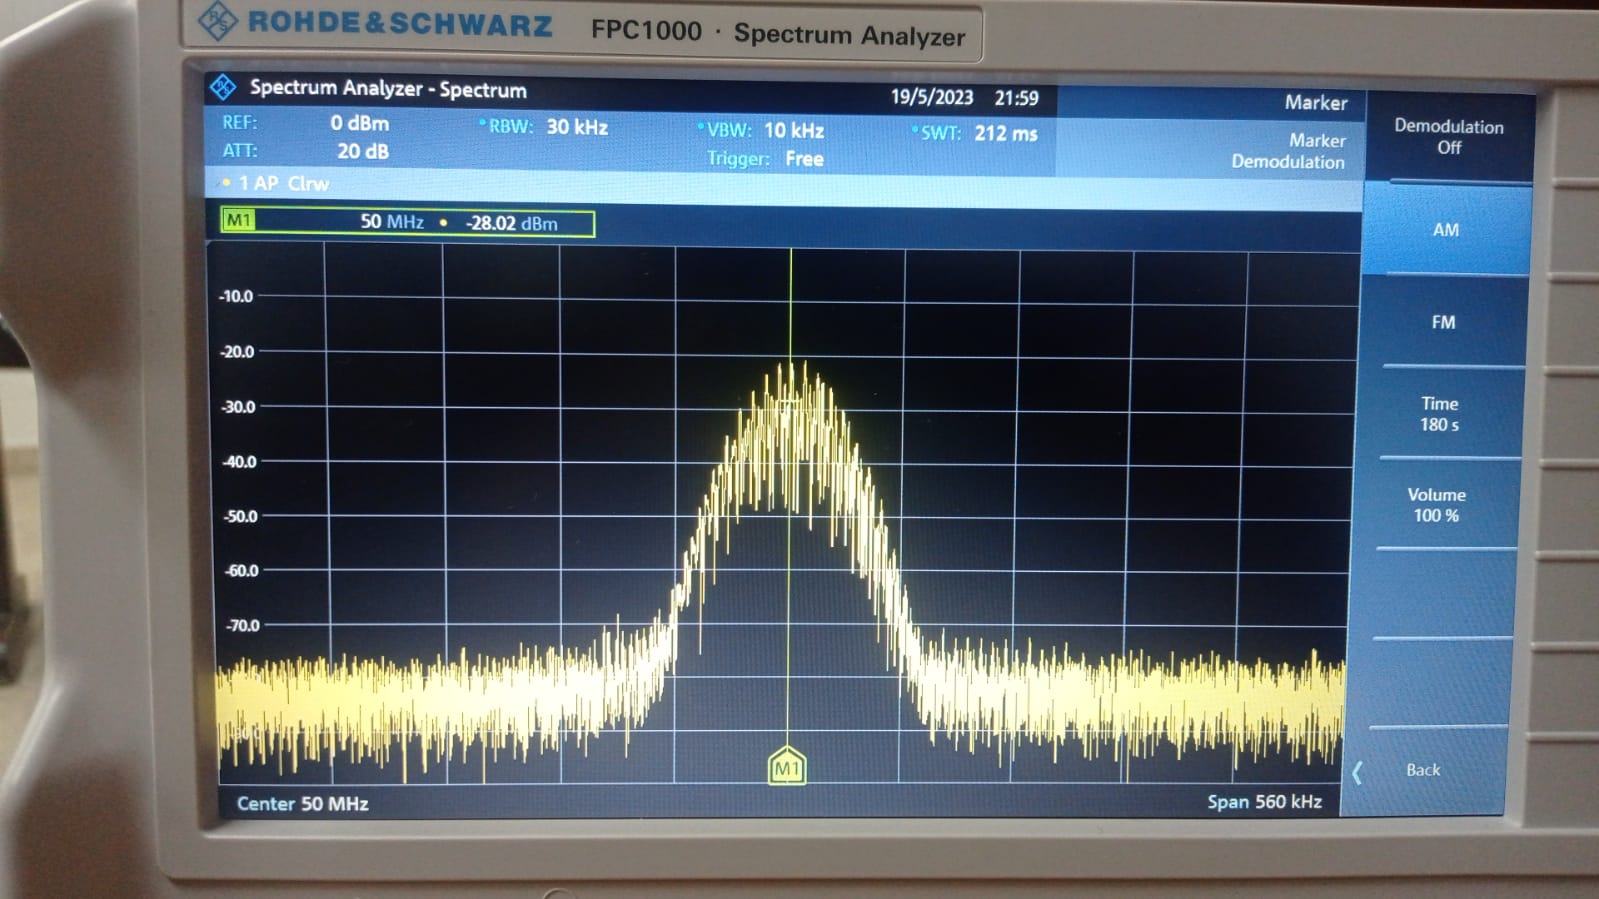 ROHDE & SCHWARZ FPC1000 · Spectrum Analyzer
Spectrum Analyzer - Spectrum 19/5/2023 21:59 Marker
REF: 0 dBm RBW: 30 kHz VBW: 10 kHz SWT: 212 ms
ATT: 20 dB Trigger: Free
Marker
Demodulation
1 AP Clrw
M1 50 MHz • -28.02 dBm
-10.0
-20.0
-30.0
-40.0
-50.0
-60.0
-70.0
M1
Center 50 MHz Span 560 kHz
Demodulation
Off
AM
FM
Time
180 s
Volume
100 %
Back